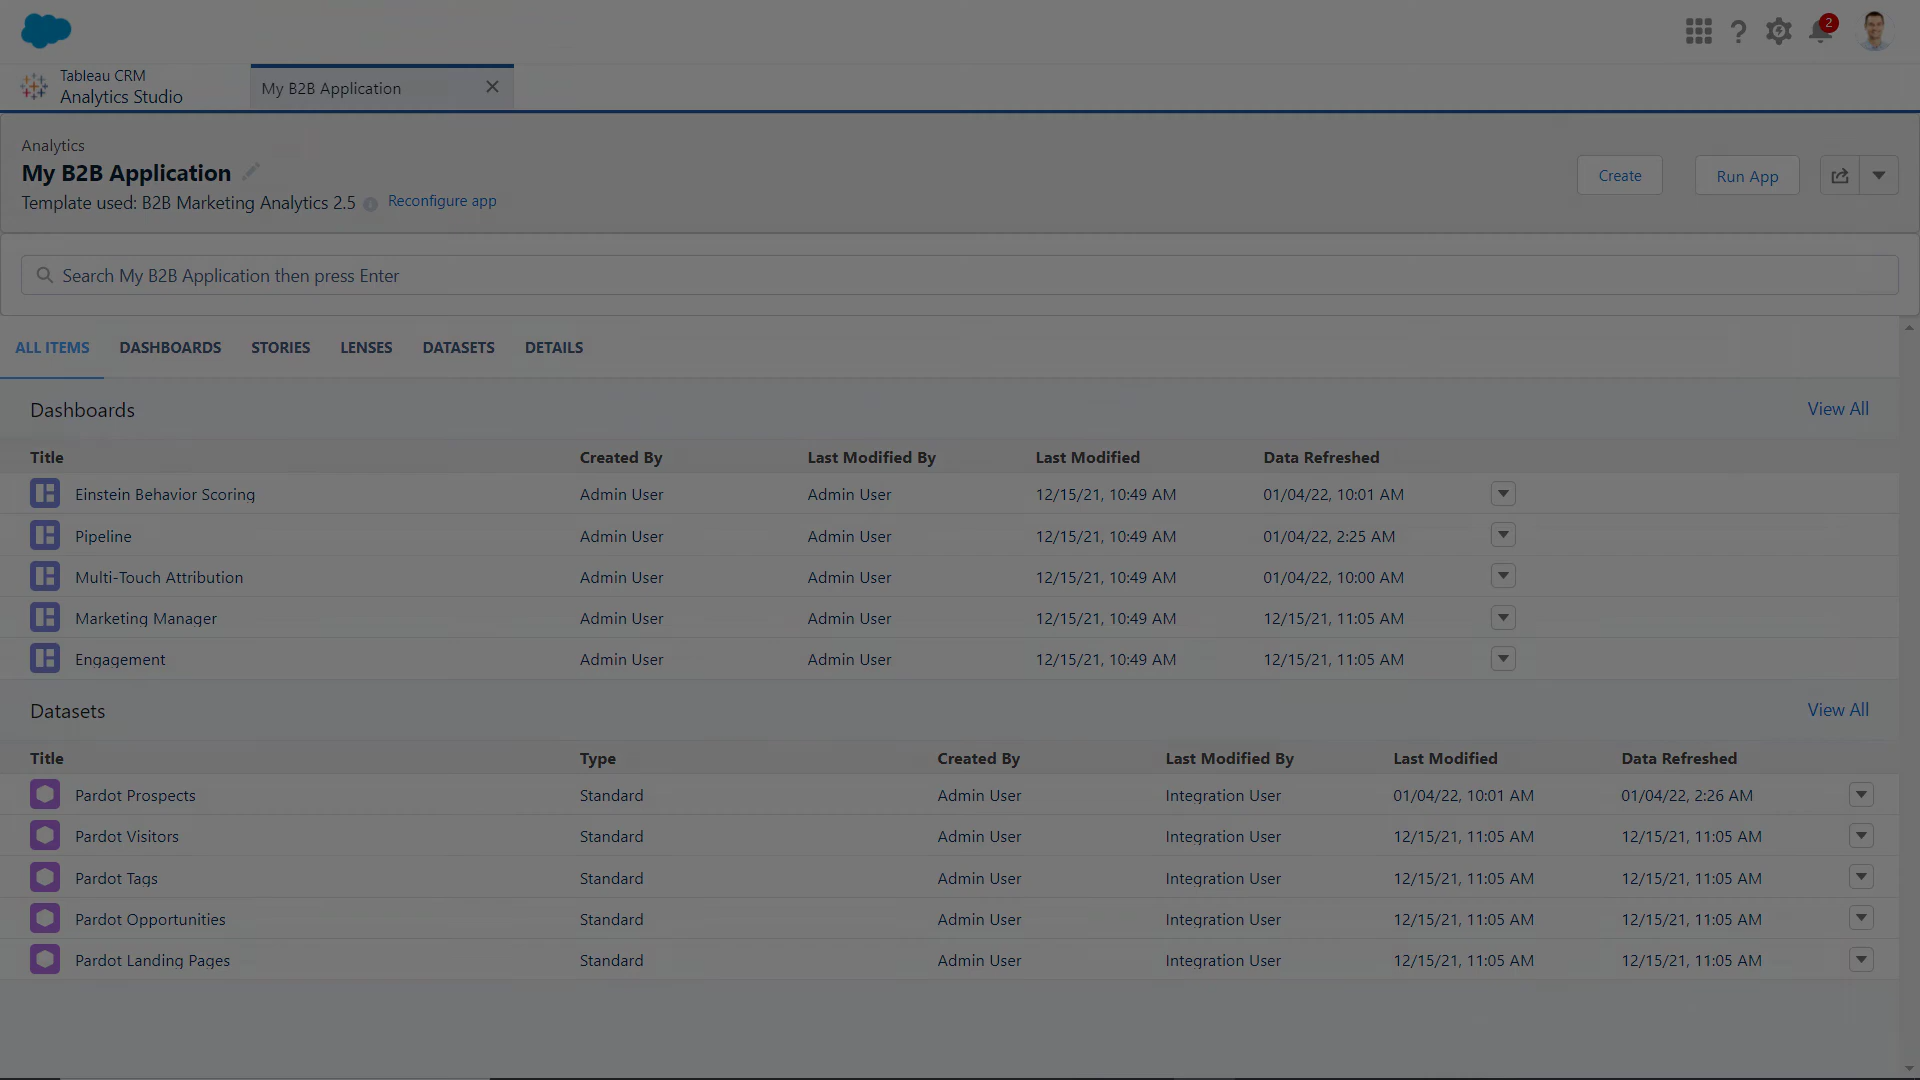 2
Tableau CRM
Analytics Studio
My B2B Application
Analytics
My B2B Application
Template used: B2B Marketing Analytics 2.5 Reconfigure app
Create
Run App
Search My B2B Application then press Enter
ALL ITEMS DASHBOARDS STORIES LENSES DATASETS DETAILS
Dashboards View All
Title Created By Last Modified By Last Modified Data Refreshed
Einstein Behavior Scoring Admin User Admin User 12/15/21, 10:49 AM 01/04/22, 10:01 AM
Pipeline Admin User Admin User 12/15/21, 10:49 AM 01/04/22, 2:25 AM
Multi-Touch Attribution Admin User Admin User 12/15/21, 10:49 AM 01/04/22, 10:00 AM
Marketing Manager Admin User Admin User 12/15/21, 10:49 AM 12/15/21, 11:05 AM
Engagement Admin User Admin User 12/15/21, 10:49 AM 12/15/21, 11:05 AM
Datasets View All
Title Type Created By Last Modified By Last Modified Data Refreshed
Pardot Prospects Standard Admin User Integration User 01/04/22, 10:01 AM 01/04/22, 2:26 AM
Pardot Visitors Standard Admin User Integration User 12/15/21, 11:05 AM 12/15/21, 11:05 AM
Pardot Tags Standard Admin User Integration User 12/15/21, 11:05 AM 12/15/21, 11:05 AM
Pardot Opportunities Standard Admin User Integration User 12/15/21, 11:05 AM 12/15/21, 11:05 AM
Pardot Landing Pages Standard Admin User Integration User 12/15/21, 11:05 AM 12/15/21, 11:05 AM